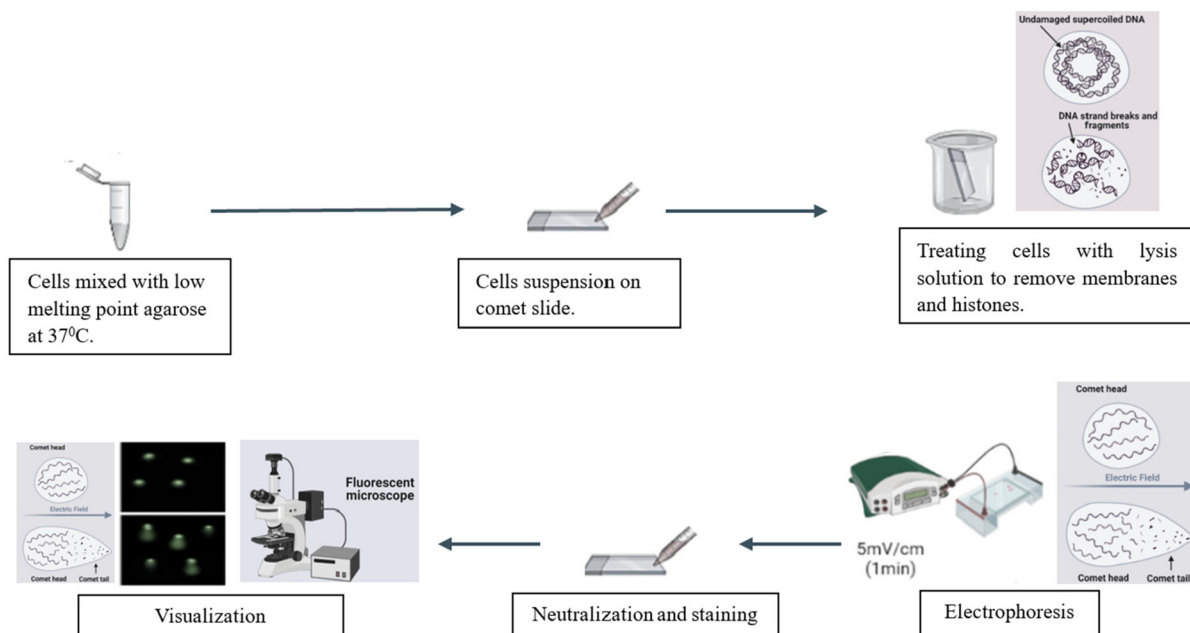 Undamaged supercoiled DNA
DNA strand breaks and
fragments
Cells mixed with low
melting point agarose
at 37⁰C.
Cells suspension on
comet slide.
Treating cells with lysis
solution to remove membranes
and histones.
Comet head
Electric Field
Comet head
Comet tail
Visualization
Fluorescent
microscope
Neutralization and staining
5mV/cm
(1min)
Comet head
Electric Field
Comet head
Comet tail
Electrophoresis